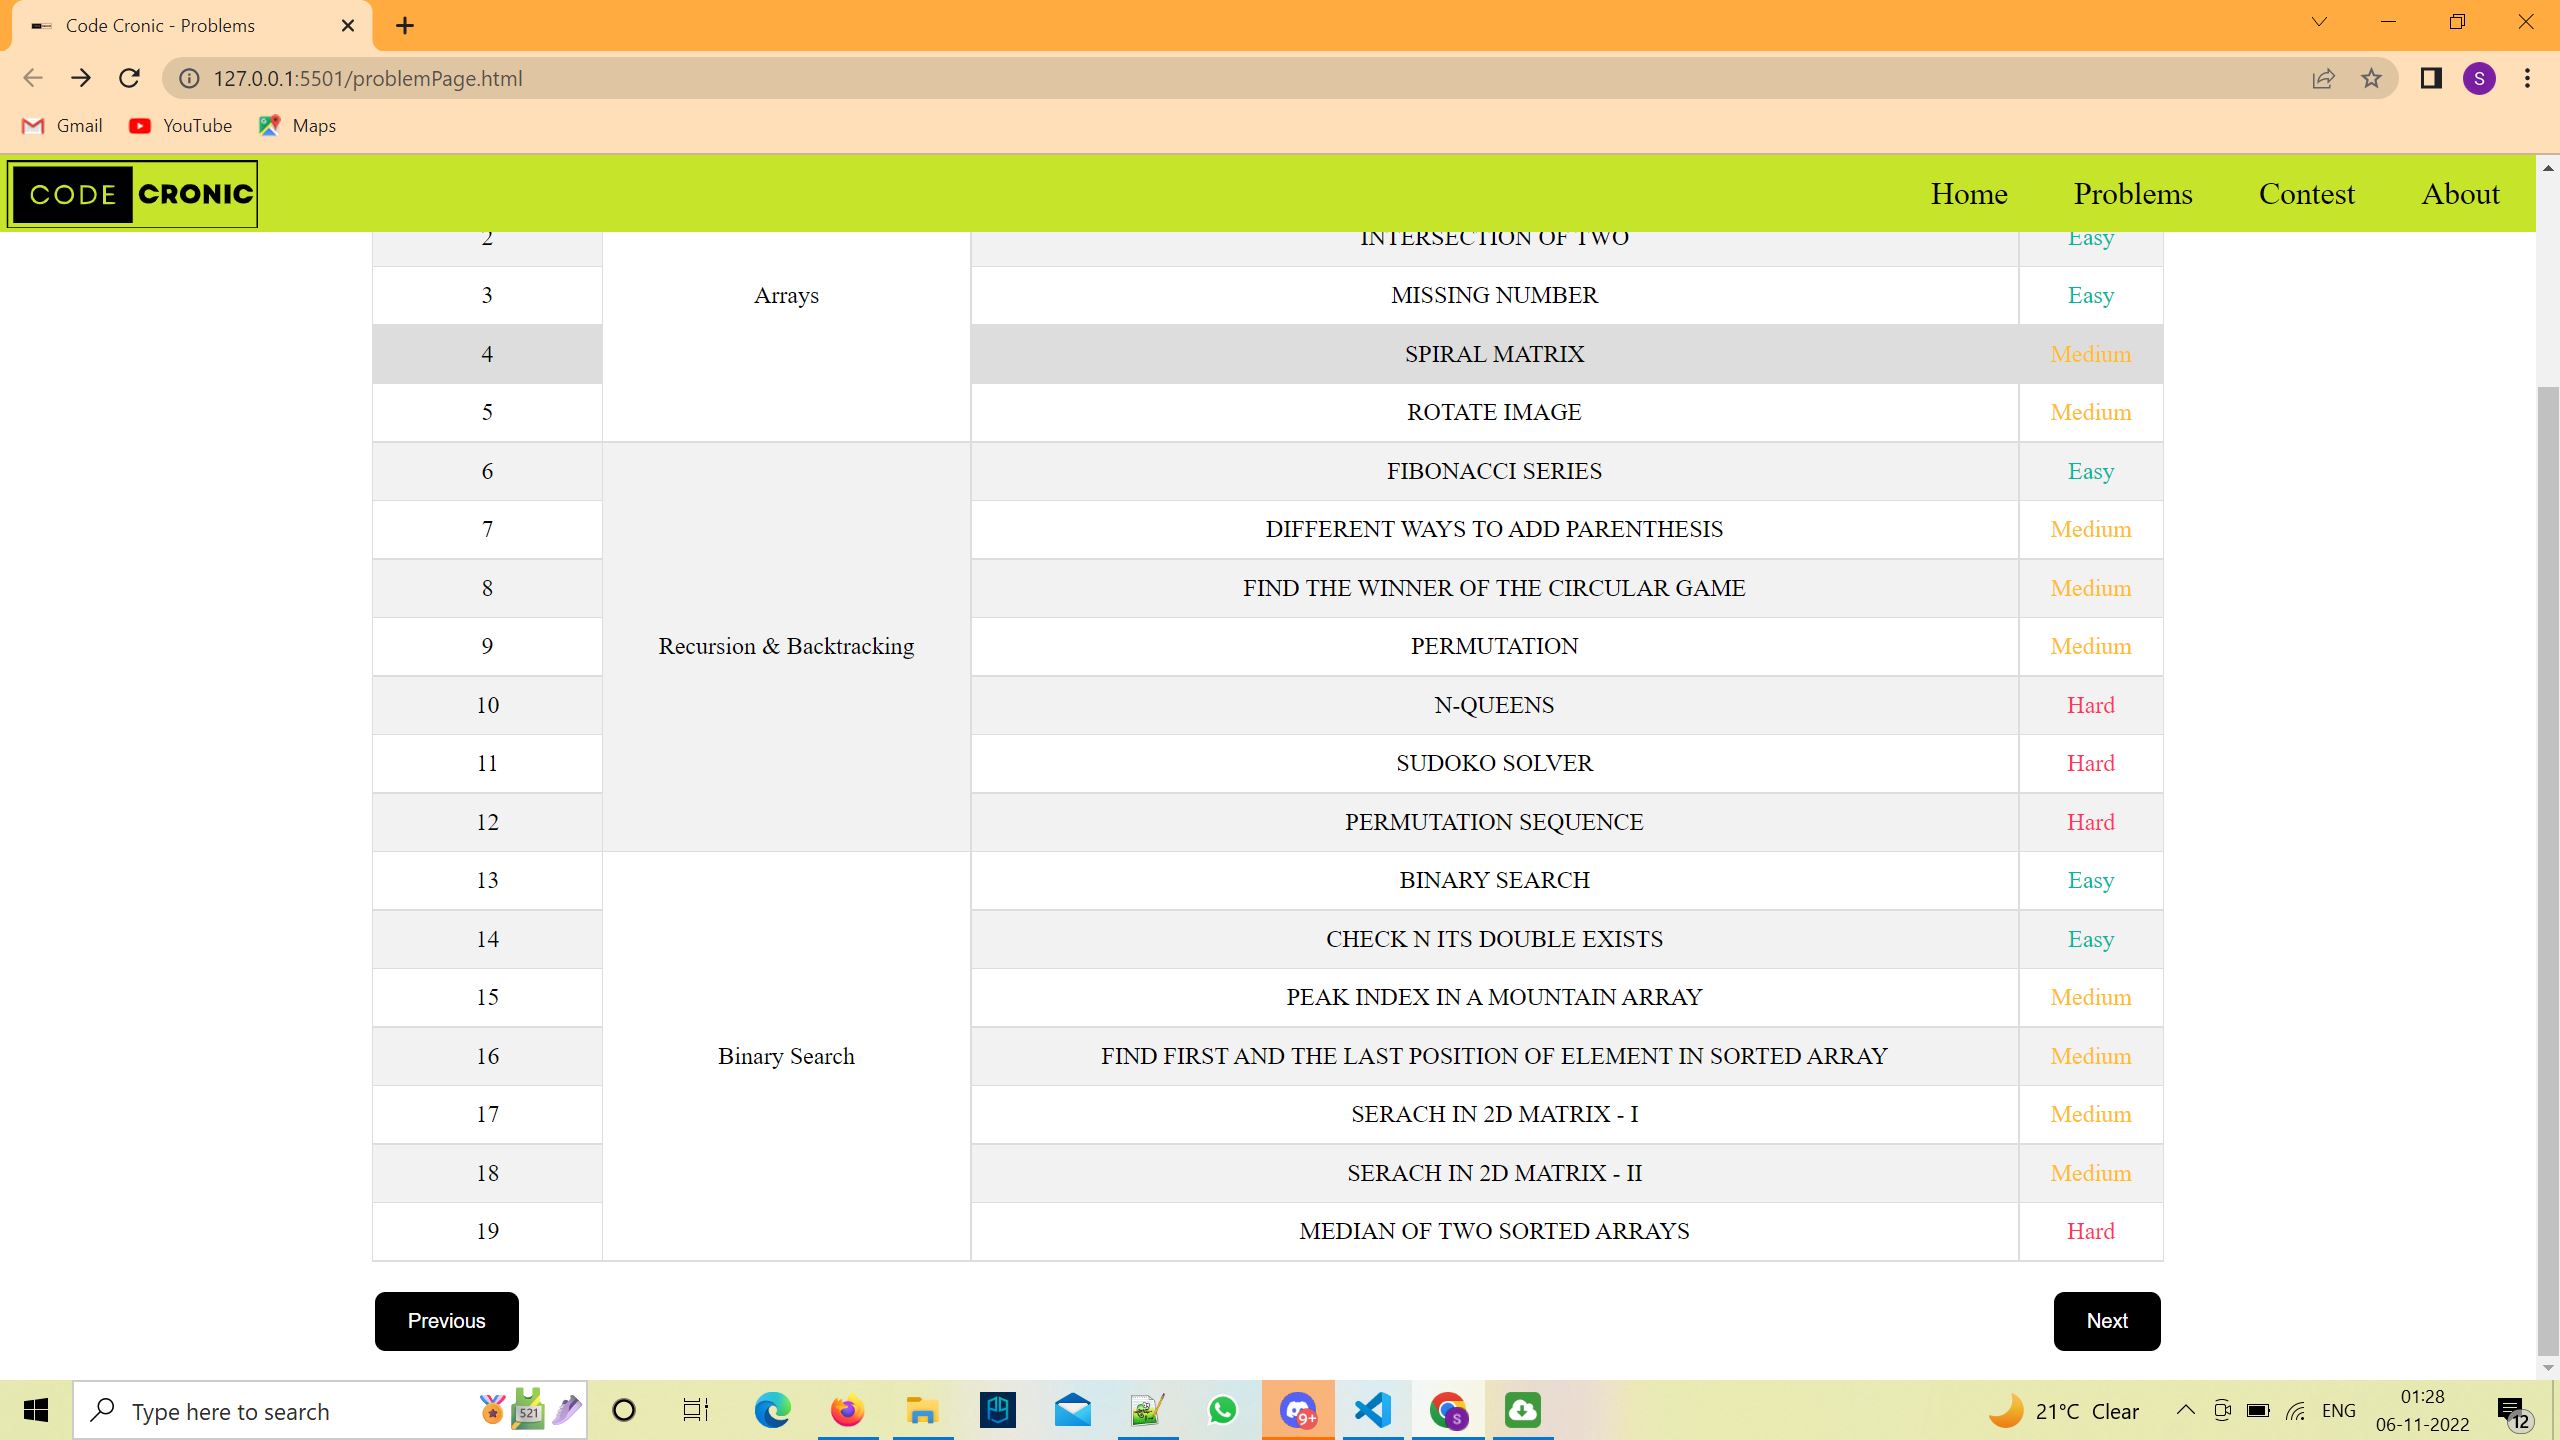 Code Cronic - Problems
127.0.0.1:5501/problemPage.html
S
Gmail YouTube Maps
CODE CRONIC Home Problems Contest About
2 INTERSECTION OF TWO Easy
3 Arrays MISSING NUMBER Easy
4 SPIRAL MATRIX Medium
5 ROTATE IMAGE Medium
6 FIBONACCI SERIES Easy
7 DIFFERENT WAYS TO ADD PARENTHESIS Medium
8 FIND THE WINNER OF THE CIRCULAR GAME Medium
9 Recursion & Backtracking PERMUTATION Medium
10 N-QUEENS Hard
11 SUDOKO SOLVER Hard
12 PERMUTATION SEQUENCE Hard
13 BINARY SEARCH Easy
14 CHECK N ITS DOUBLE EXISTS Easy
15 PEAK INDEX IN A MOUNTAIN ARRAY Medium
16 Binary Search FIND FIRST AND THE LAST POSITION OF ELEMENT IN SORTED ARRAY Medium
17 SERACH IN 2D MATRIX - I Medium
18 SERACH IN 2D MATRIX - II Medium
19 MEDIAN OF TWO SORTED ARRAYS Hard
Previous Next
Type here to search 521 9+ S 21°C Clear ENG 01:28
06-11-2022 12